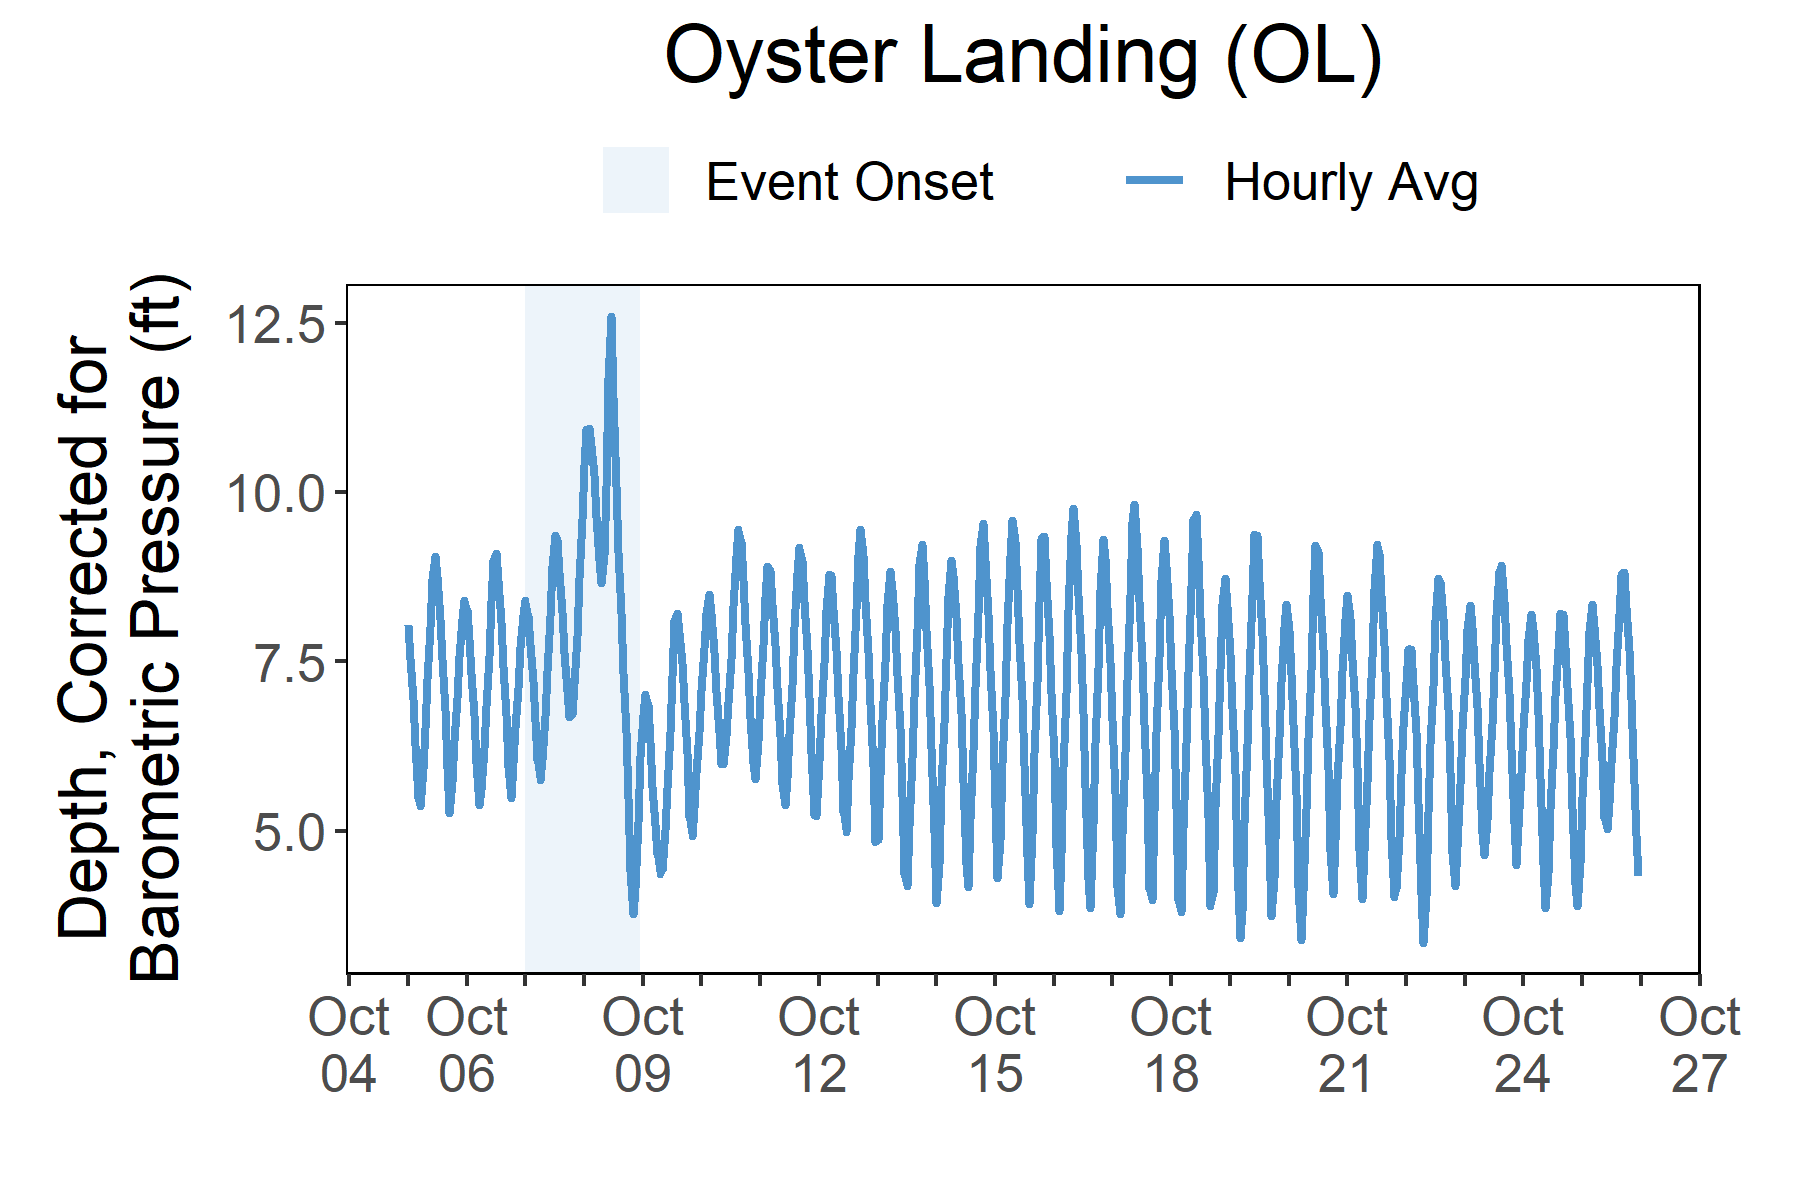 Oyster Landing (OL)
Event Onset
Hourly Avg
Depth, Corrected for
Barometric Pressure (ft)
12.5
10.0
7.5
5.0
Oct Oct Oct Oct Oct Oct Oct Oct Oct
04 06 09 12 15 18 21 24 27